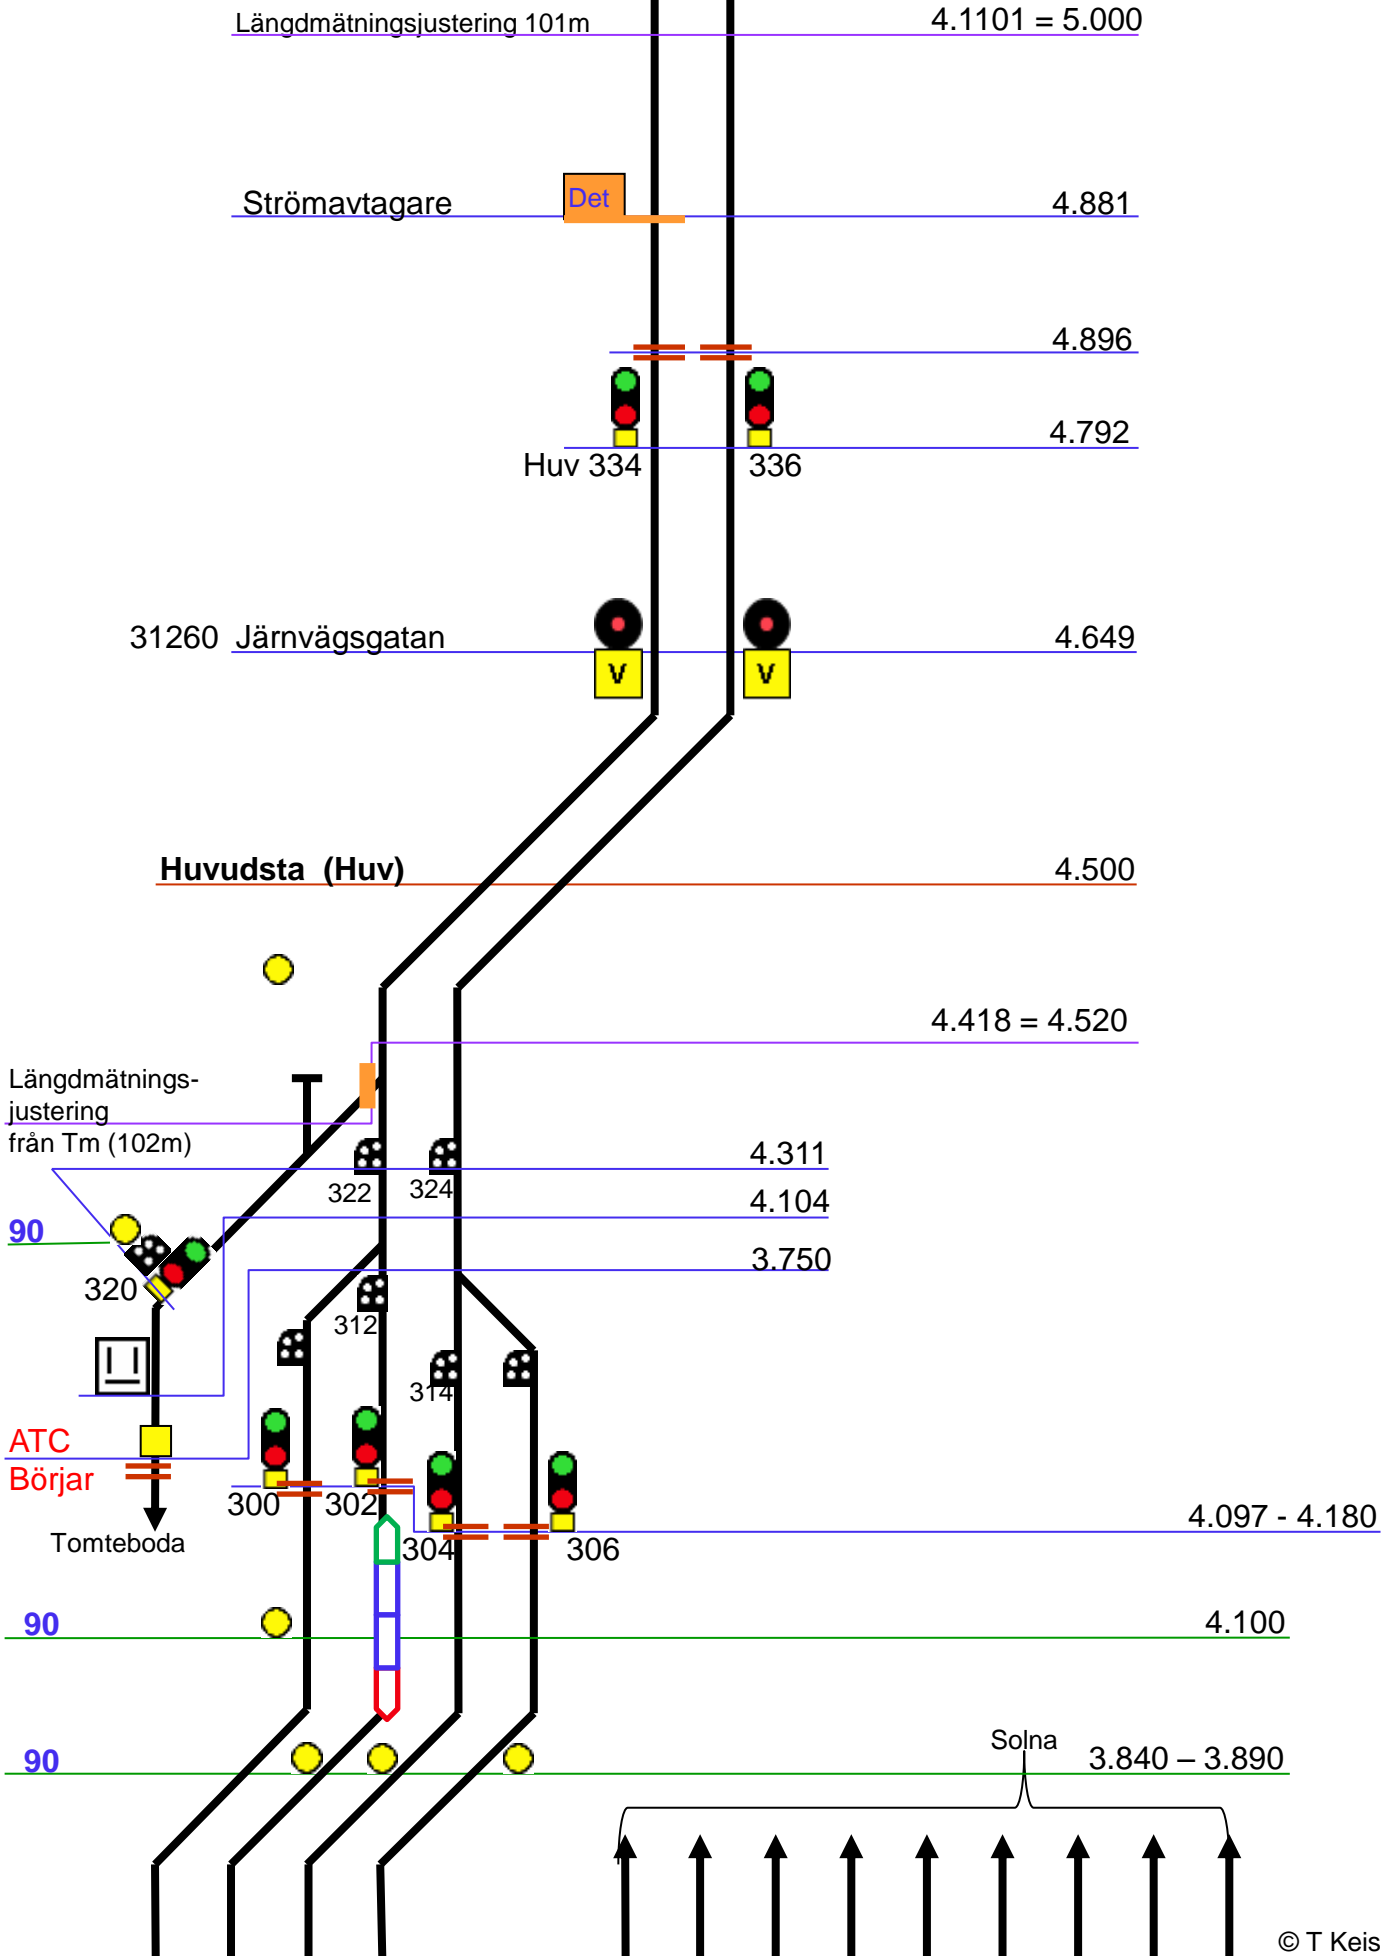 Längdmätningsjustering 101m
4.1101 = 5.000
Strömavtagare
Det
4.881
4.896
4.792
Huv 334
336
31260 Järnvägsgatan
4.649
V
V
Huvudsta (Huv)
4.500
4.418 = 4.520
Längdmätnings-
justering
från Tm (102m)
4.311
322
324
4.104
90
3.750
320
312
314
ATC
Börjar
300
302
304
306
4.097 - 4.180
Tomteboda
90
4.100
Solna
90
3.840 – 3.890
© T Keis